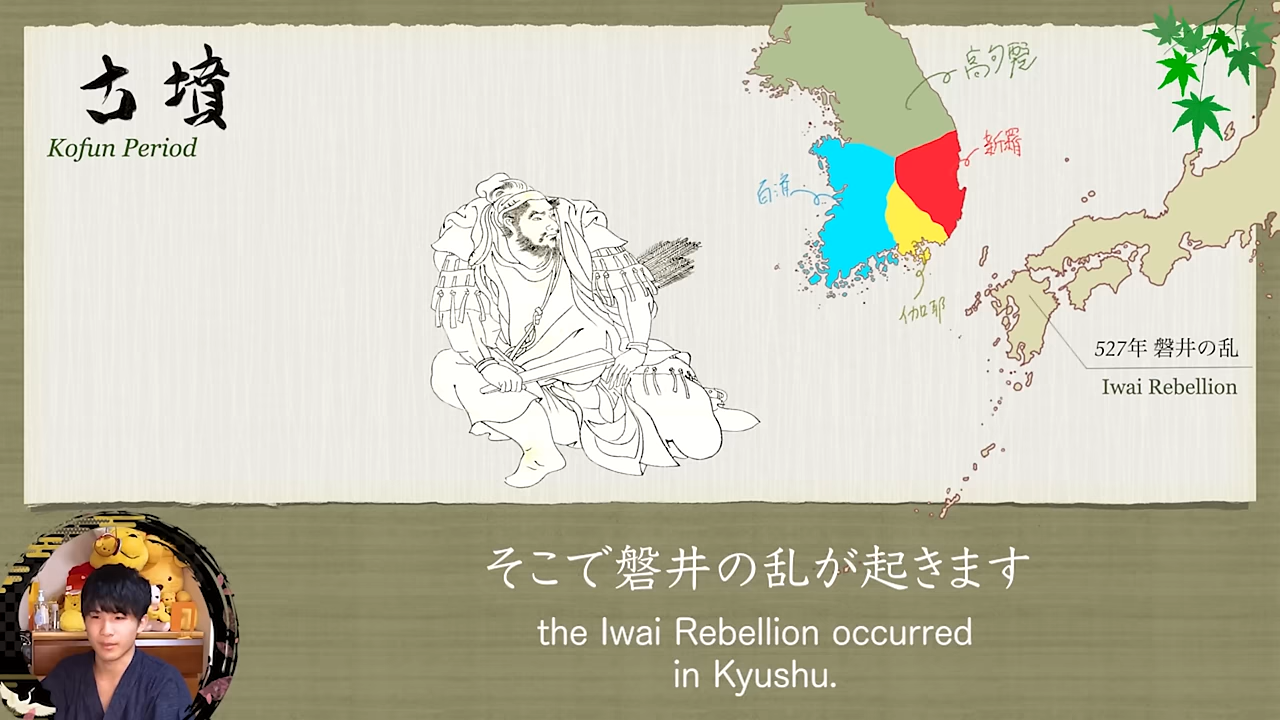 古墳
Kofun Period
高句麗
新羅
百済
伽耶
527年 磐井の乱
Iwai Rebellion
そこで磐井の乱が起きます
the Iwai Rebellion occurred
in Kyushu.